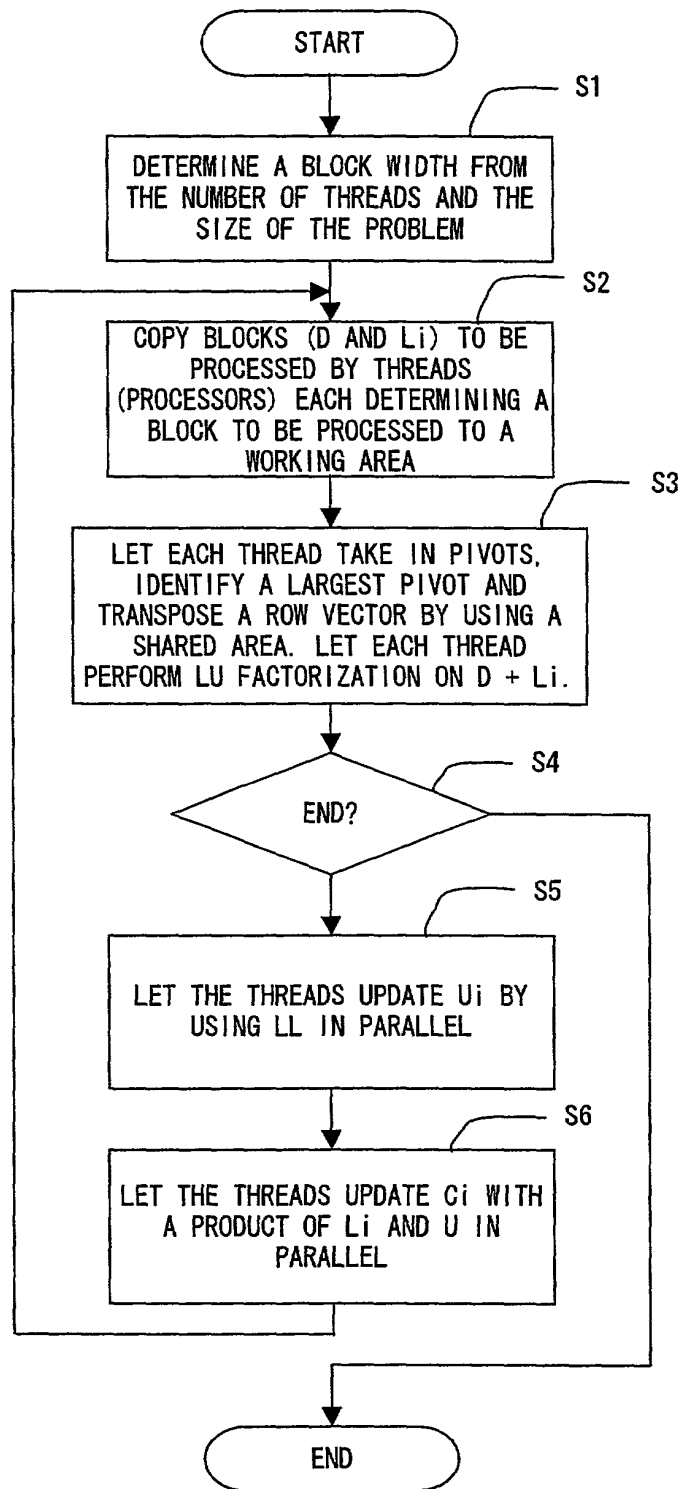 START
S1
DETERMINE A BLOCK WIDTH FROM
THE NUMBER OF THREADS AND THE
SIZE OF THE PROBLEM
S2
COPY BLOCKS (D AND Li) TO BE
PROCESSED BY THREADS
(PROCESSORS) EACH DETERMINING A
BLOCK TO BE PROCESSED TO A
WORKING AREA
S3
LET EACH THREAD TAKE IN PIVOTS,
IDENTIFY A LARGEST PIVOT AND
TRANSPOSE A ROW VECTOR BY USING A
SHARED AREA. LET EACH THREAD
PERFORM LU FACTORIZATION ON D + Li.
S4
END?
S5
LET THE THREADS UPDATE Ui BY
USING LL IN PARALLEL
S6
LET THE THREADS UPDATE Ci WITH
A PRODUCT OF Li AND U IN
PARALLEL
END